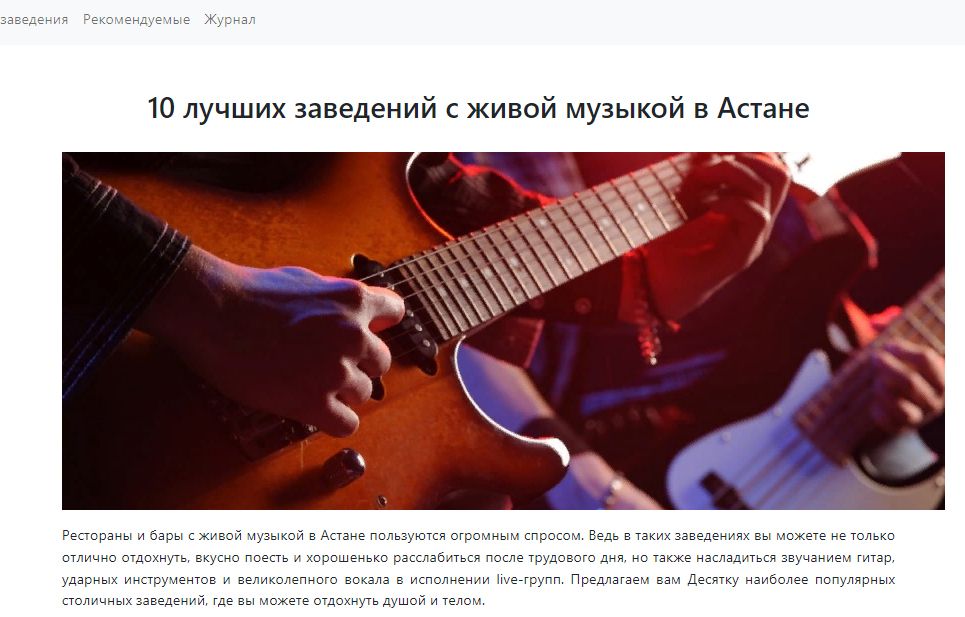 заведения Рекомендуемые Журнал
10 лучших заведений с живой музыкой в Астане
Рестораны и бары с живой музыкой в Астане пользуются огромным спросом. Ведь в таких заведениях вы можете не только
отлично отдохнуть, вкусно поесть и хорошенько расслабиться после трудового дня, но также насладиться звучанием гитар,
ударных инструментов и великолепного вокала в исполнении live-групп. Предлагаем вам Десятку наиболее популярных
столичных заведений, где вы можете отдохнуть душой и телом.